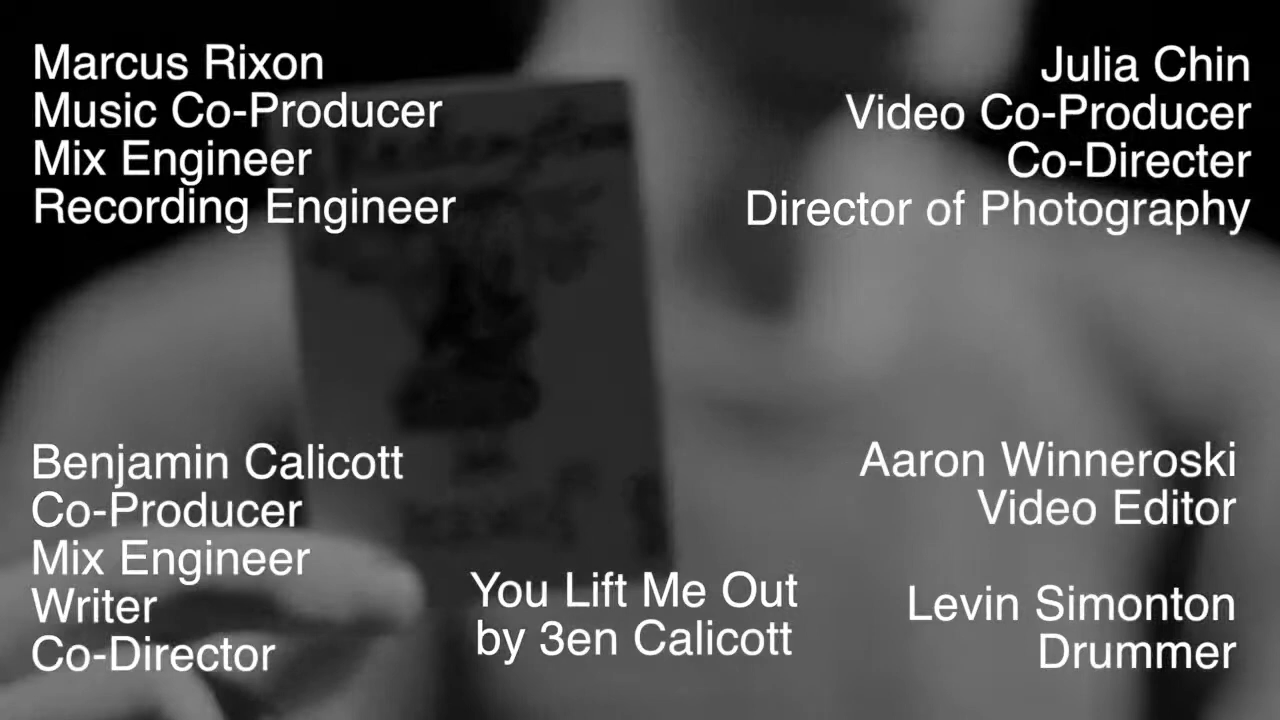 Marcus Rixon
Music Co-Producer
Mix Engineer
Recording Engineer
Julia Chin
Video Co-Producer
Co-Directer
Director of Photography
Benjamin Calicott
Co-Producer
Mix Engineer
Writer
Co-Director
You Lift Me Out
by 3en Calicott
Aaron Winneroski
Video Editor
Levin Simonton
Drummer